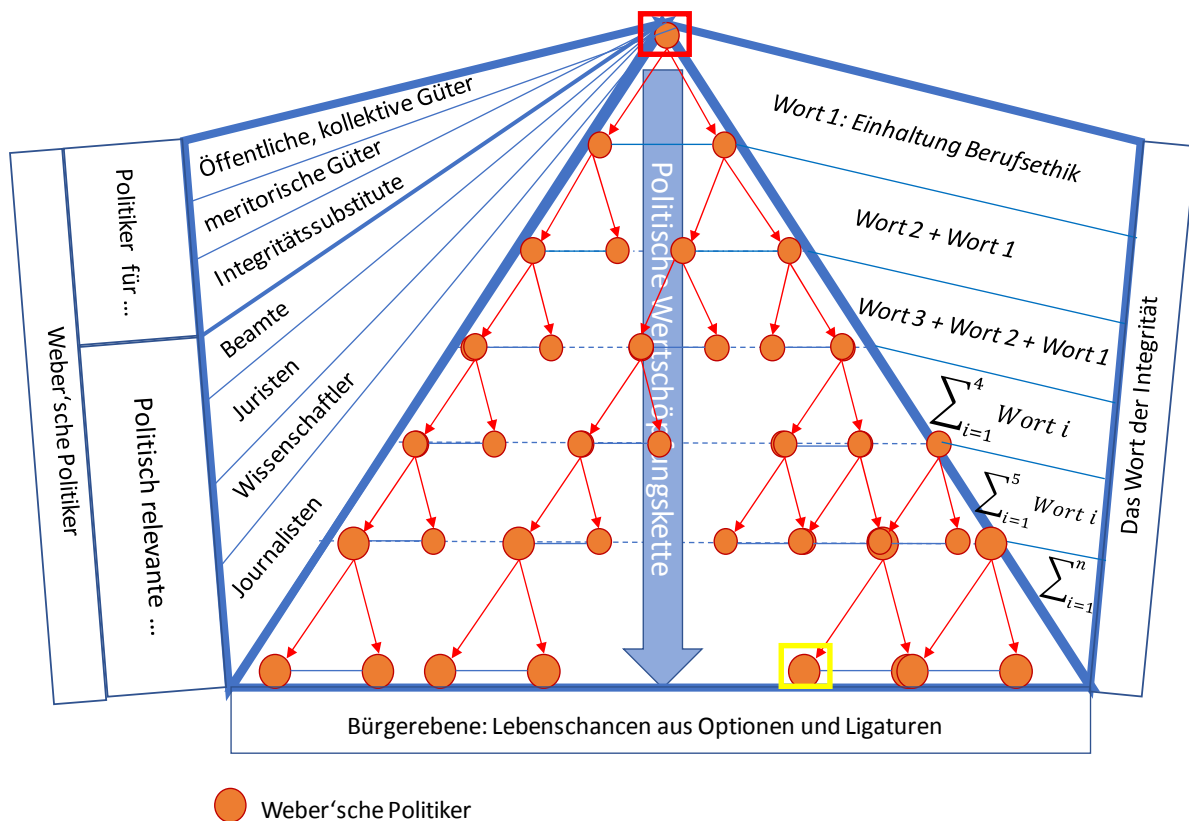 Weber‘sche Politiker
Politiker für …
Politisch relevante …
Öffentliche, kollektive Güter
meritorische Güter
Integritätssubstitute
Beamte
Juristen
Wissenschaftler
Journalisten
Politische Wertschöpfungskette
Wort 1: Einhaltung Berufsethik
Wort 2 + Wort 1
Wort 3 + Wort 2 + Wort 1
∑_{i=1}^{4} Wort i
∑_{i=1}^{5} Wort i
∑_{i=1}^{n}
Das Wort der Integrität
Bürgerebene: Lebenschancen aus Optionen und Ligaturen
Weber‘sche Politiker